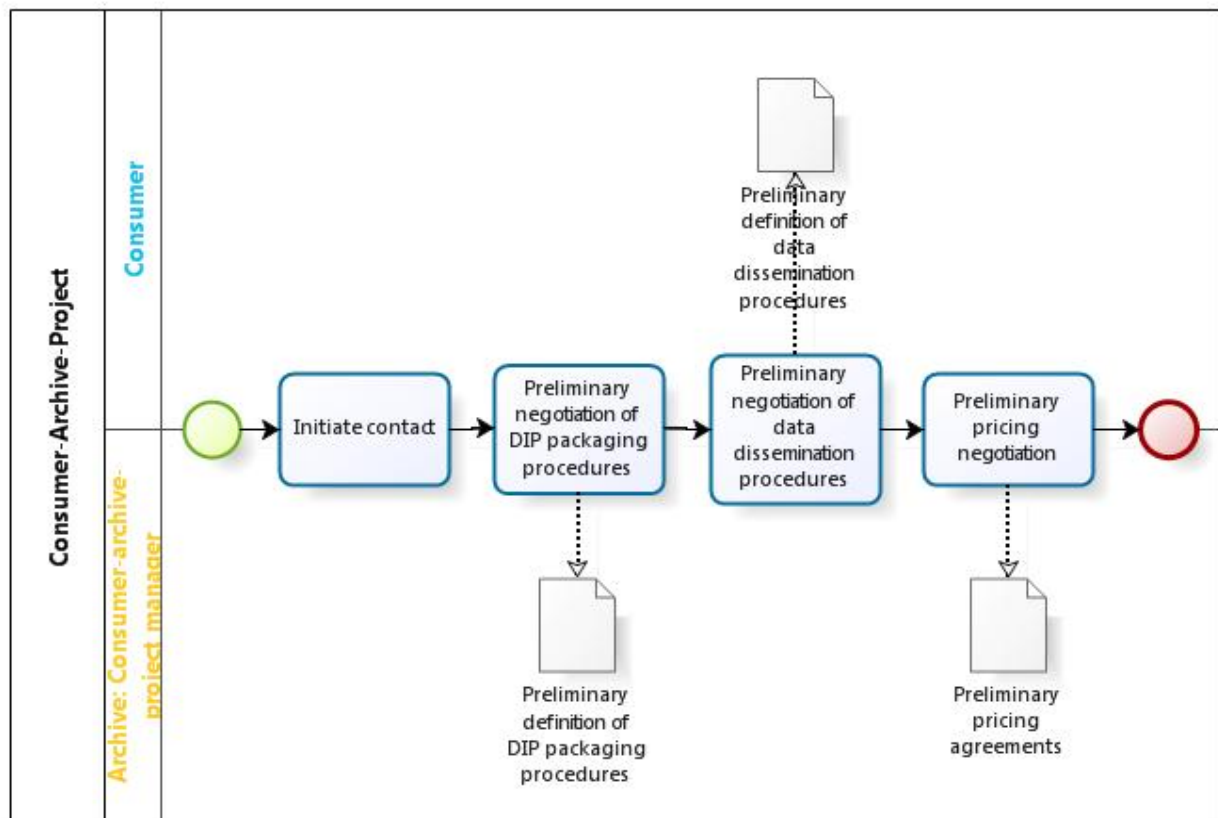 Consumer-Archive-Project
Consumer
Archive: Consumer-archive-
project manager
Preliminary
definition of
data
dissemination
procedures
Initiate contact
Preliminary
negotiation of
DIP packaging
procedures
Preliminary
negotiation of
data
dissemination
procedures
Preliminary
pricing
negotiation
Preliminary
definition of
DIP packaging
procedures
Preliminary
pricing
agreements